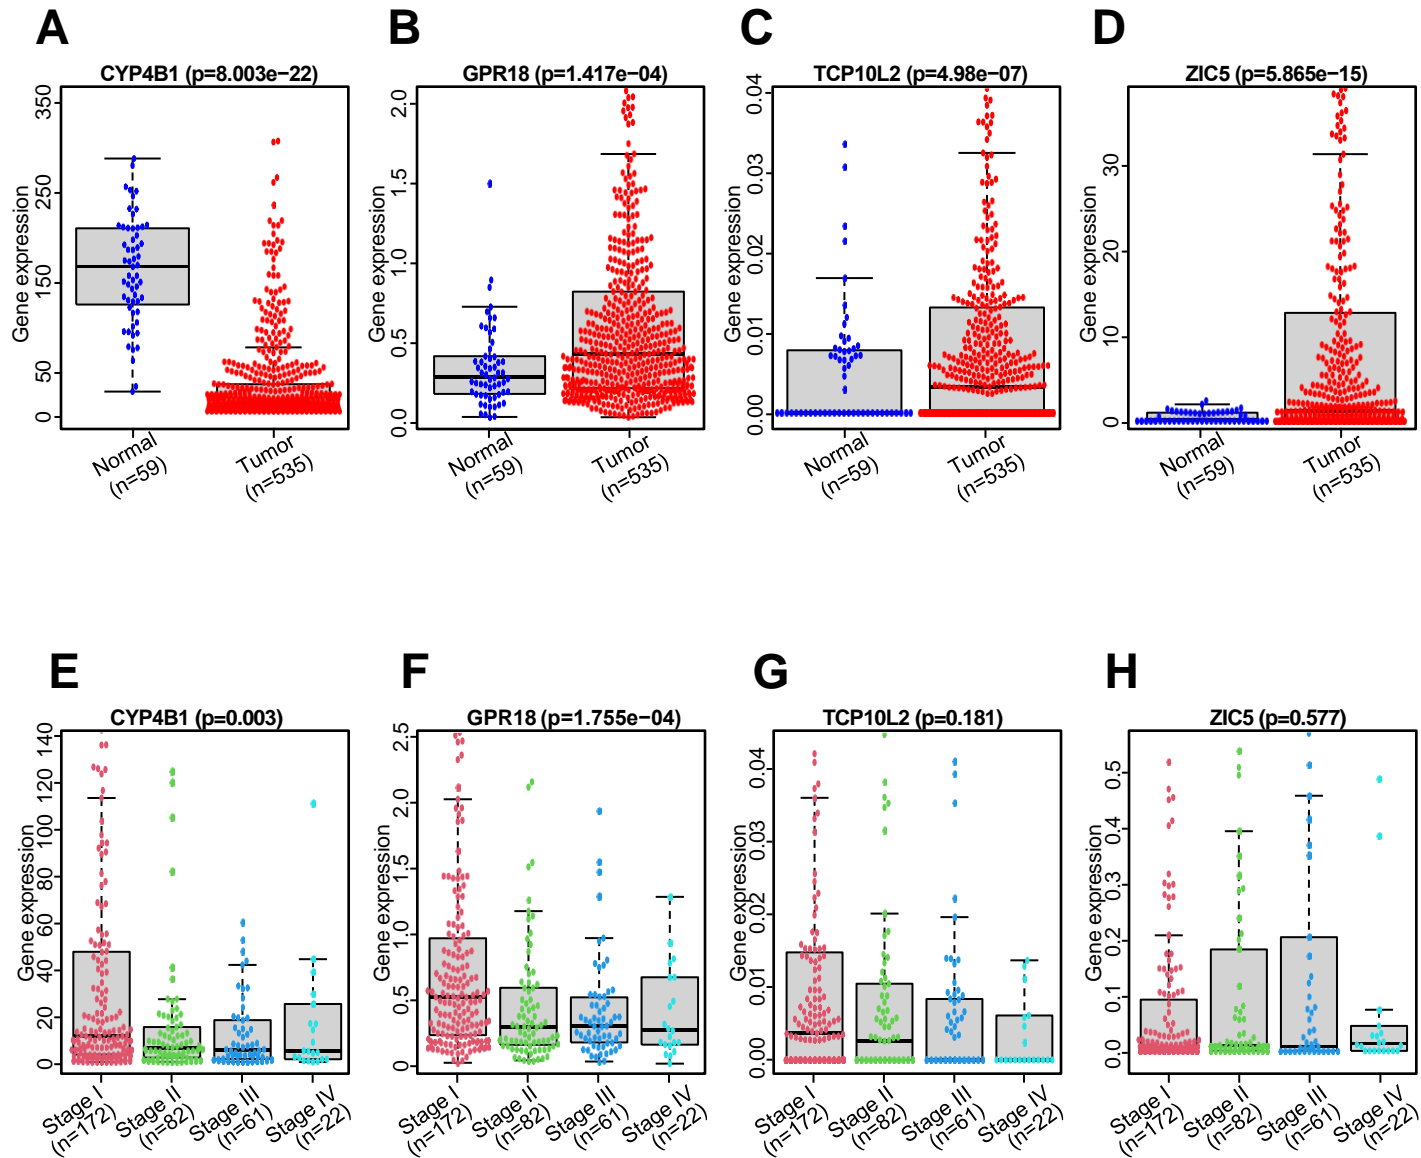 A
B
C
D
CYP4B1 (p=8.003e−22)
GPR18 (p=1.417e−04)
TCP10L2 (p=4.98e−07)
ZIC5 (p=5.865e−15)
Gene expression
0
50
150
250
350
Normal
(n=59)
Tumor
(n=535)
Gene expression
0.0
0.5
1.0
1.5
2.0
Normal
(n=59)
Tumor
(n=535)
Gene expression
0.00
0.01
0.02
0.03
0.04
Normal
(n=59)
Tumor
(n=535)
Gene expression
0
10
20
30
Normal
(n=59)
Tumor
(n=535)
E
F
G
H
CYP4B1 (p=0.003)
GPR18 (p=1.755e−04)
TCP10L2 (p=0.181)
ZIC5 (p=0.577)
Gene expression
0
20
40
60
80
100
120
140
Stage I
(n=172)
Stage II
(n=82)
Stage III
(n=61)
Stage IV
(n=22)
Gene expression
0
0.5
1.0
1.5
2.0
2.5
Stage I
(n=172)
Stage II
(n=82)
Stage III
(n=61)
Stage IV
(n=22)
Gene expression
0.00
0.01
0.02
0.03
0.04
Stage I
(n=172)
Stage II
(n=82)
Stage III
(n=61)
Stage IV
(n=22)
Gene expression
0.0
0.1
0.2
0.3
0.4
0.5
Stage I
(n=172)
Stage II
(n=82)
Stage III
(n=61)
Stage IV
(n=22)